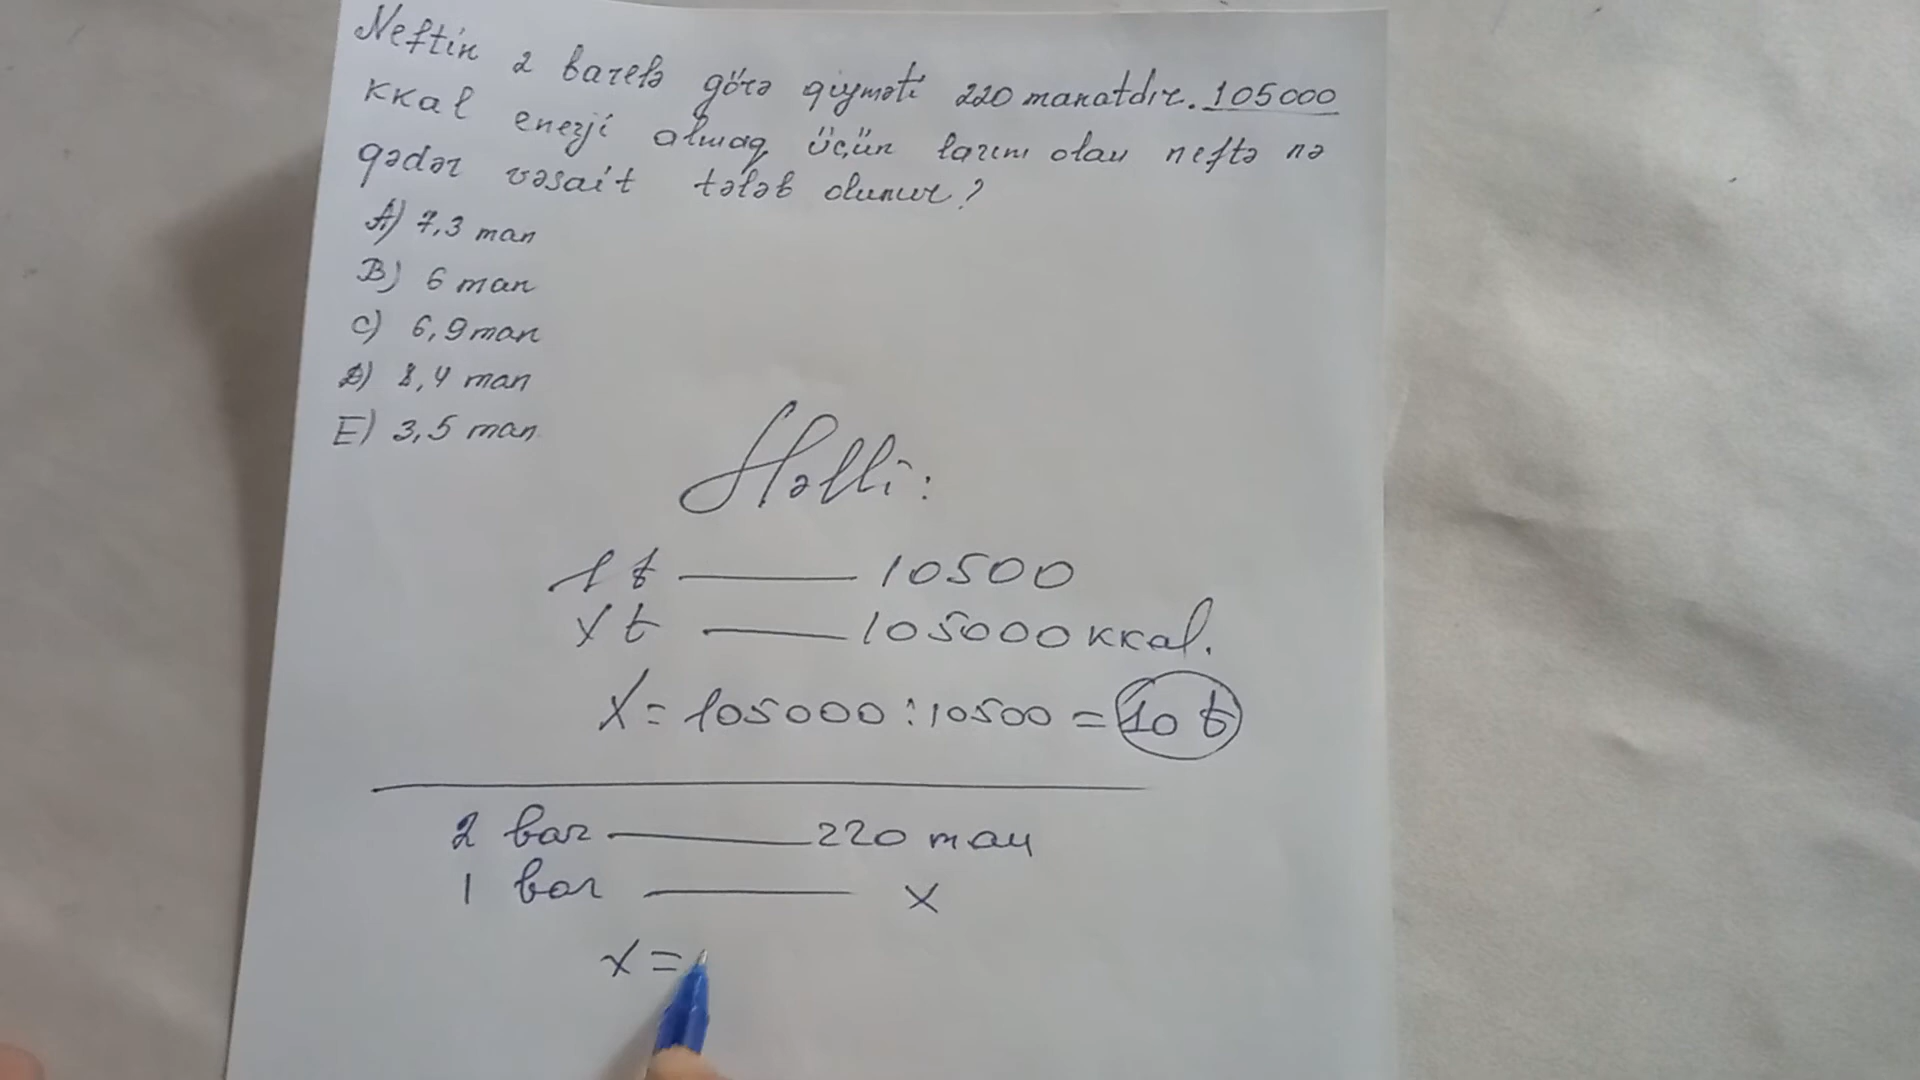 Neftin 2 barelə görə qiyməti 220 manatdır. 105000
kkal enerji almaq üçün lazım olan neftə nə
qədər vəsait tələb olunur?
A) 7,3 man
B) 6 man
C) 6,9 man
D) 8,4 man
E) 3,5 man
Həlli:
1 t — 10500
x t — 105000 kkal.
x = 105000 : 10500 = 10 t
2 bar — 220 man
1 bar — x
x =